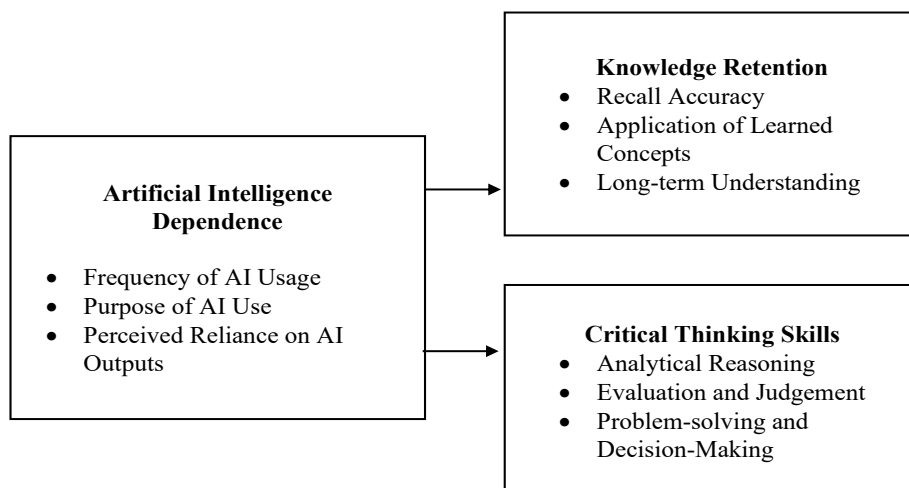 Artificial Intelligence
Dependence
• Frequency of AI Usage
• Purpose of AI Use
• Perceived Reliance on AI
Outputs
Knowledge Retention
• Recall Accuracy
• Application of Learned
Concepts
• Long-term Understanding
Critical Thinking Skills
• Analytical Reasoning
• Evaluation and Judgement
• Problem-solving and
Decision-Making